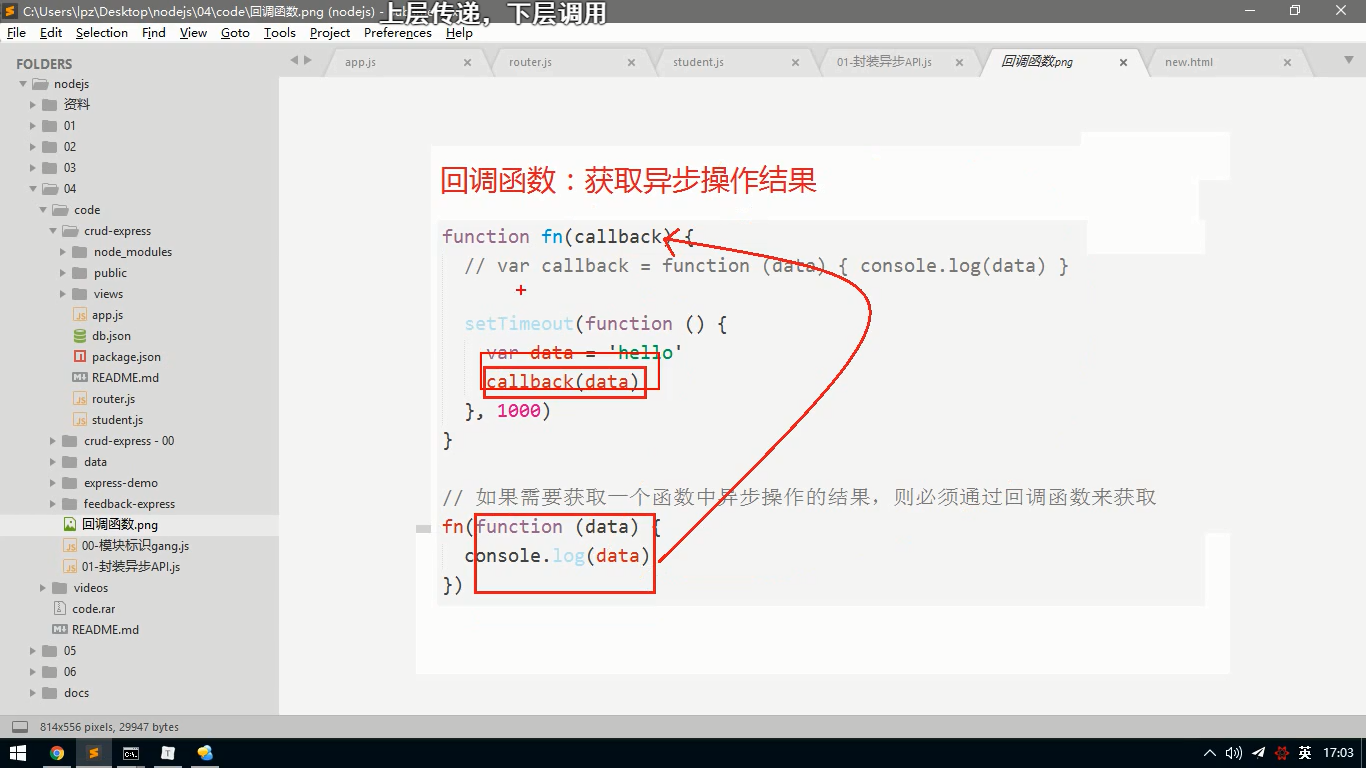 C:\Users\lpz\Desktop\nodejs\04\code\回调函数.png (nodejs) -
上层传递，下层调用
File Edit Selection Find View Goto Tools Project Preferences Help
FOLDERS
nodejs
资料
01
02
03
04
code
crud-express
node_modules
public
views
app.js
db.json
package.json
README.md
router.js
student.js
crud-express - 00
data
express-demo
feedback-express
回调函数.png
00-模块标识gang.js
01-封装异步API.js
videos
code.rar
README.md
05
06
docs
app.js
router.js
student.js
01-封装异步API.js
回调函数.png
new.html
回调函数：获取异步操作结果
function fn(callback) {
// var callback = function (data) { console.log(data) }
setTimeout(function () {
var data = 'hello'
callback(data)
}, 1000)
}
// 如果需要获取一个函数中异步操作的结果，则必须通过回调函数来获取
fn(function (data) {
console.log(data)
})
814x556 pixels, 29947 bytes
英
17:03